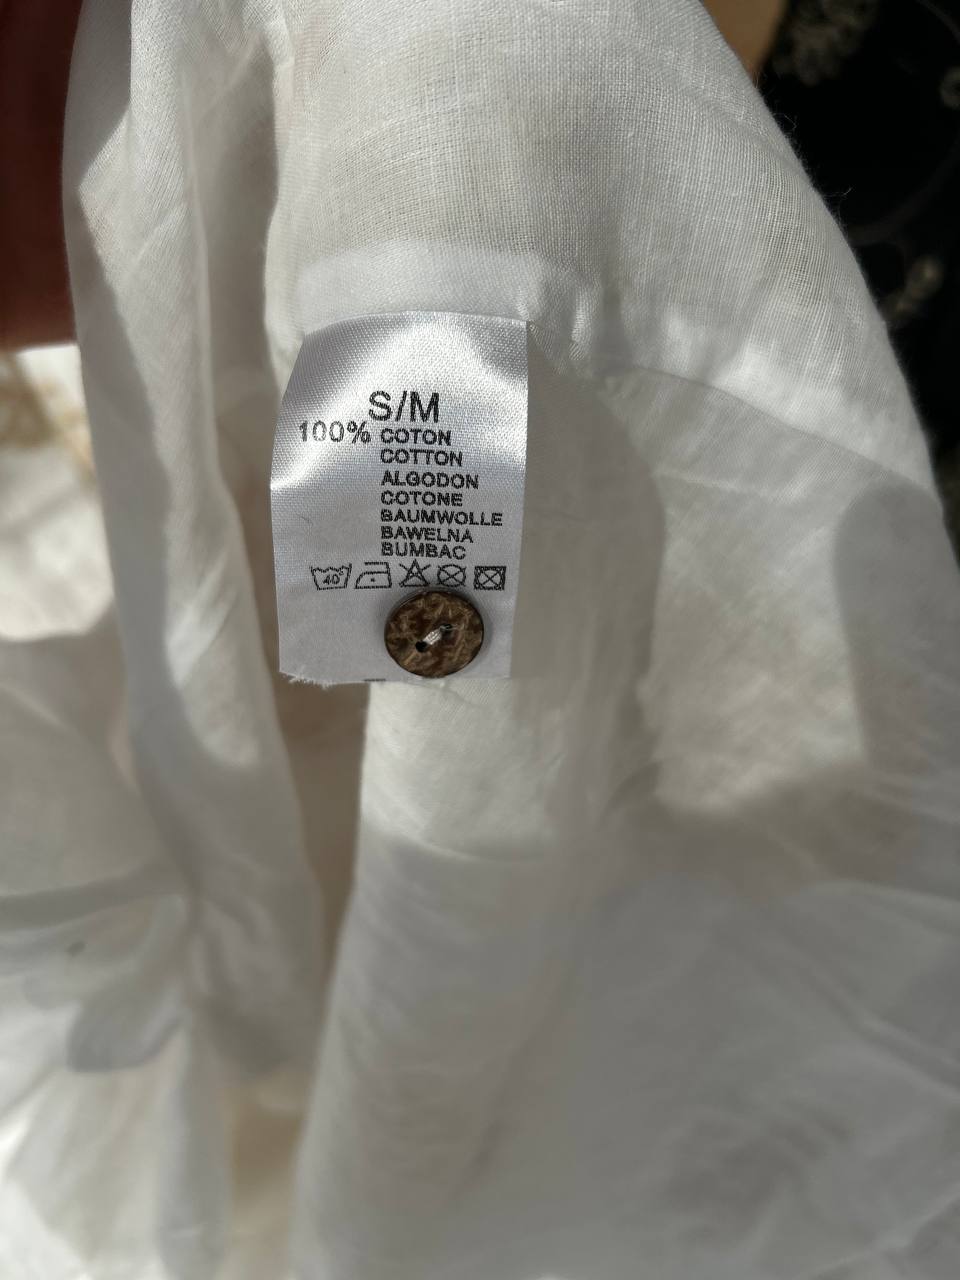 S/M
100% COTON
COTTON
ALGODON
COTONE
BAUMWOLLE
BAWELNA
BUMBAC
40°